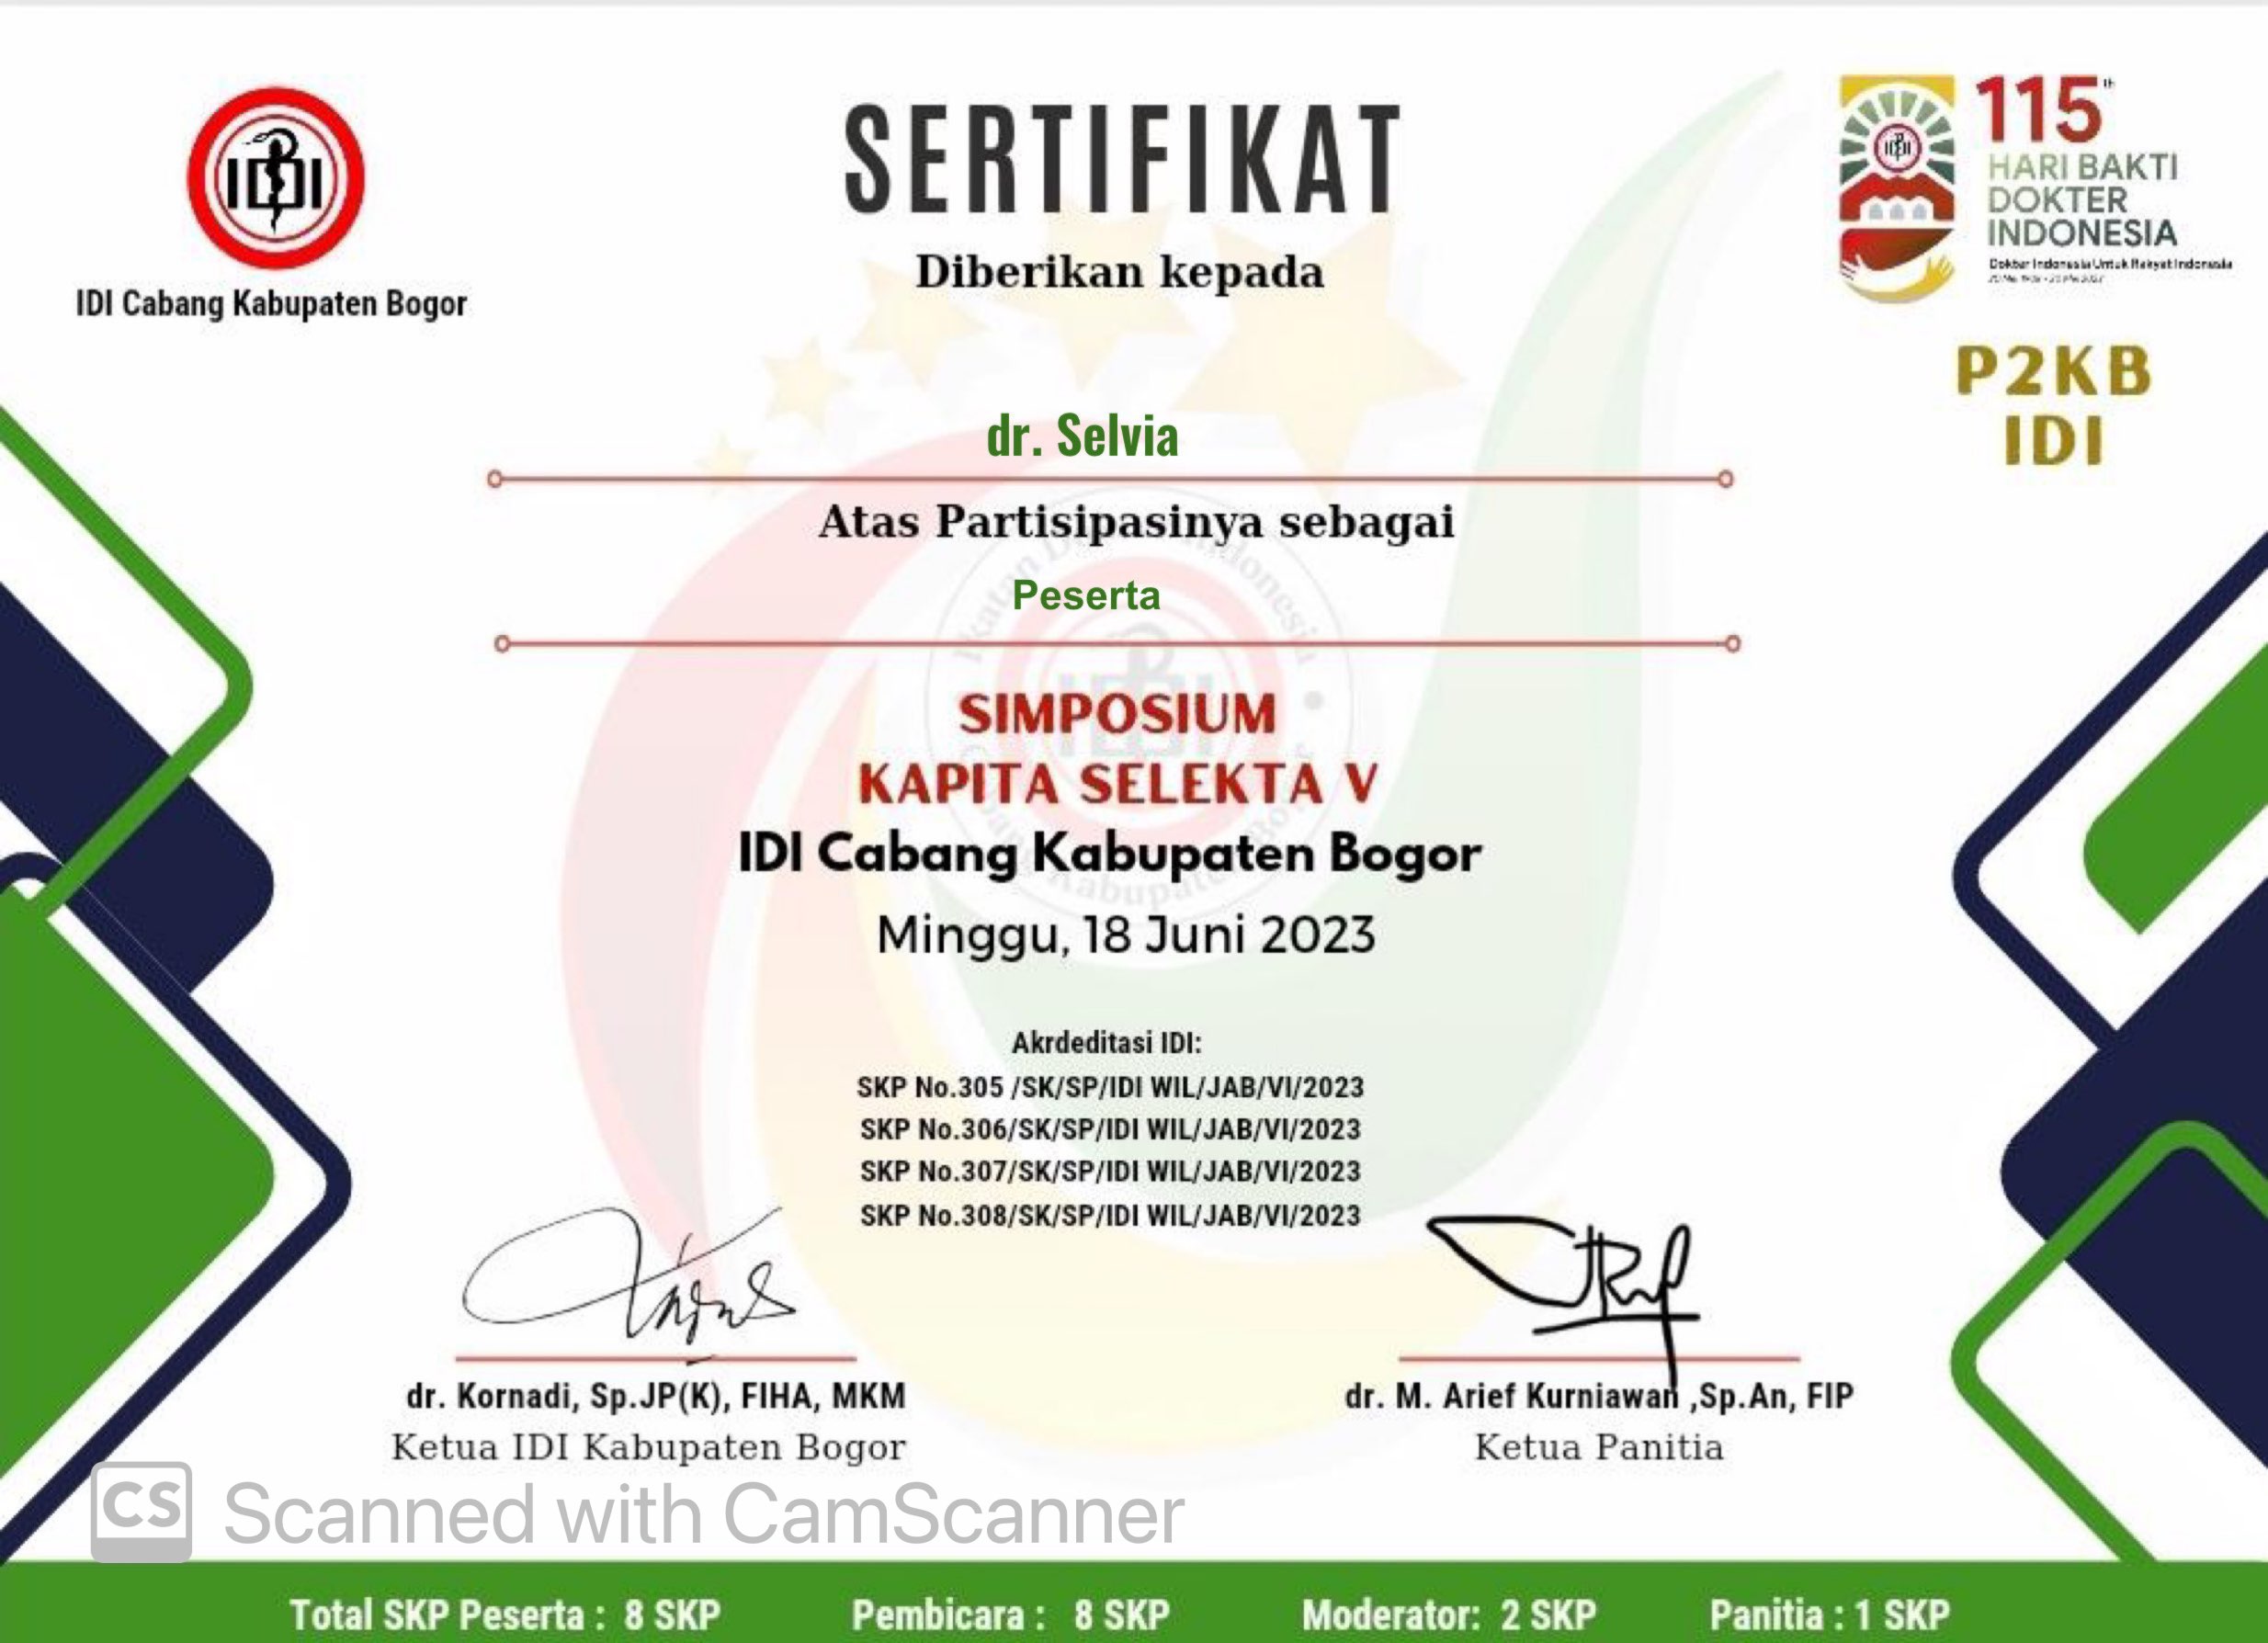 IDI
IDI Cabang Kabupaten Bogor
SERTIFIKAT
Diberikan kepada
115th
HARI BAKTI
DOKTER
INDONESIA
Dokter Indonesia Untuk Rakyat Indonesia
P2KB
IDI
dr. Selvia
Atas Partisipasinya sebagai
Peserta
SIMPOSIUM
KAPITA SELEKTA V
IDI Cabang Kabupaten Bogor
Minggu, 18 Juni 2023
Akrdeditasi IDI:
SKP No.305 /SK/SP/IDI WIL/JAB/VI/2023
SKP No.306/SK/SP/IDI WIL/JAB/VI/2023
SKP No.307/SK/SP/IDI WIL/JAB/VI/2023
SKP No.308/SK/SP/IDI WIL/JAB/VI/2023
dr. Kornadi, Sp.JP(K), FIHA, MKM
Ketua IDI Kabupaten Bogor
dr. M. Arief Kurniawan ,Sp.An, FIP
Ketua Panitia
CS Scanned with CamScanner
Total SKP Peserta : 8 SKP Pembicara : 8 SKP Moderator: 2 SKP Panitia : 1 SKP